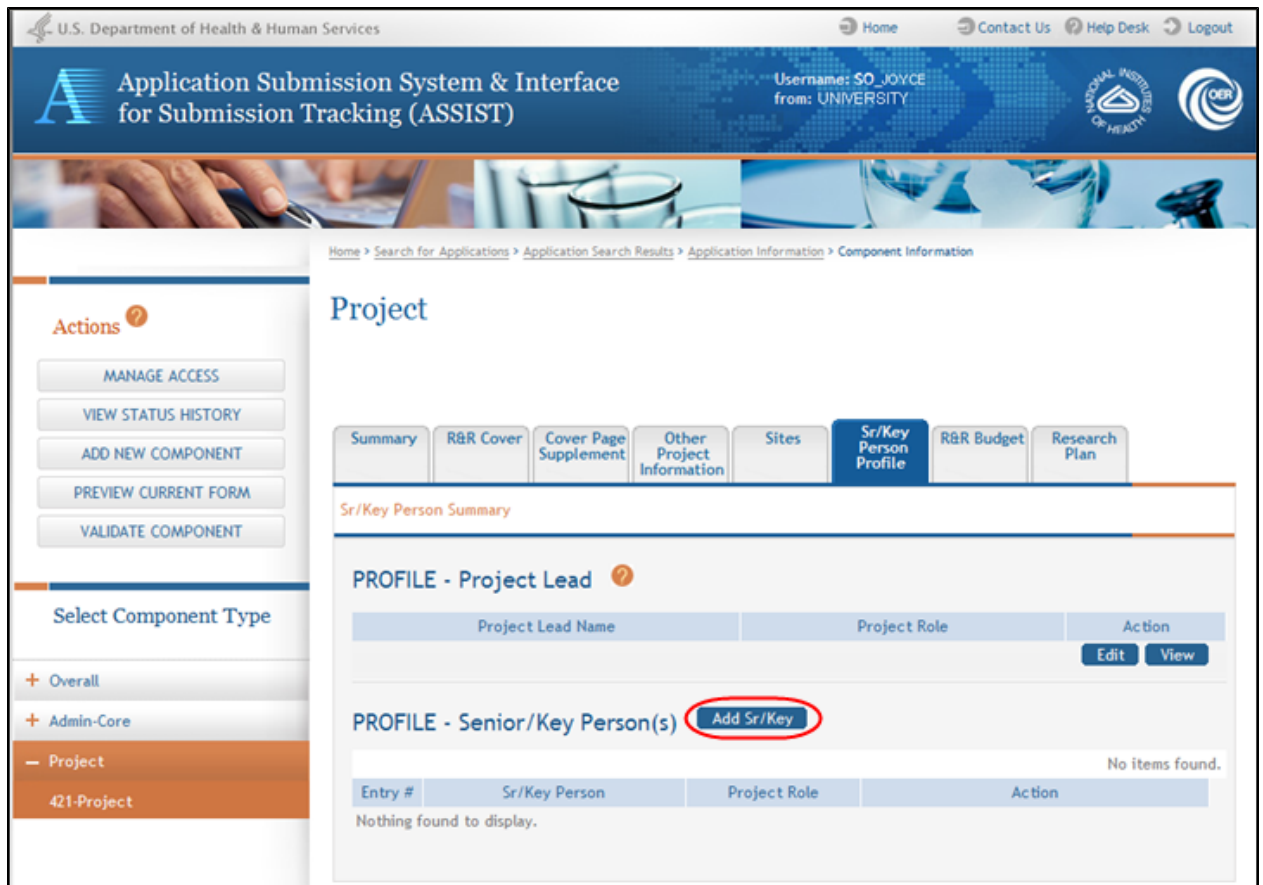 U.S. Department of Health & Human Services
Home
Contact Us
Help Desk
Logout
A
Application Submission System & Interface
for Submission Tracking (ASSIST)
Username: SO_JOYCE
from: UNIVERSITY
NATIONAL INSTITUTES OF HEALTH
OER
Home > Search for Applications > Application Search Results > Application Information > Component Information
Actions ?
MANAGE ACCESS
VIEW STATUS HISTORY
ADD NEW COMPONENT
PREVIEW CURRENT FORM
VALIDATE COMPONENT
Select Component Type
+ Overall
+ Admin-Core
– Project
421-Project
Project
Summary
R&R Cover
Cover Page
Supplement
Other
Project
Information
Sites
Sr/Key
Person
Profile
R&R Budget
Research
Plan
Sr/Key Person Summary
PROFILE - Project Lead ?
Project Lead Name Project Role Action
Edit View
PROFILE - Senior/Key Person(s) Add Sr/Key
No items found.
Entry # Sr/Key Person Project Role Action
Nothing found to display.